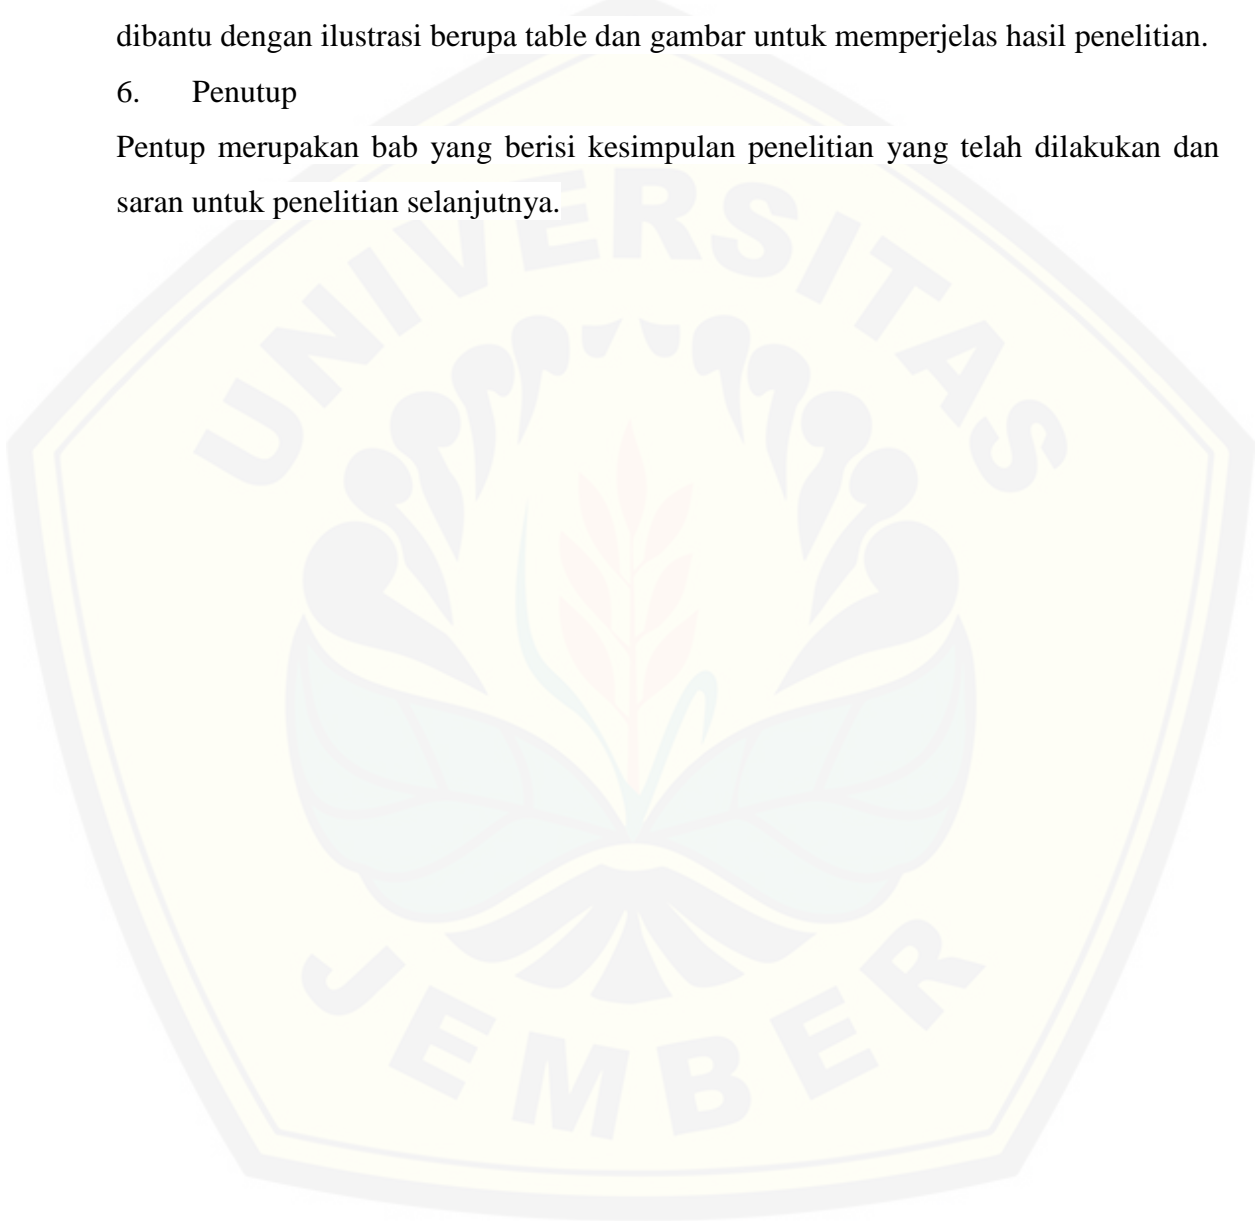 dibantu dengan ilustrasi berupa table dan gambar untuk memperjelas hasil penelitian.
6. Penutup
Pentup merupakan bab yang berisi kesimpulan penelitian yang telah dilakukan dan
saran untuk penelitian selanjutnya.
UNIVERSITAS
JEMBER